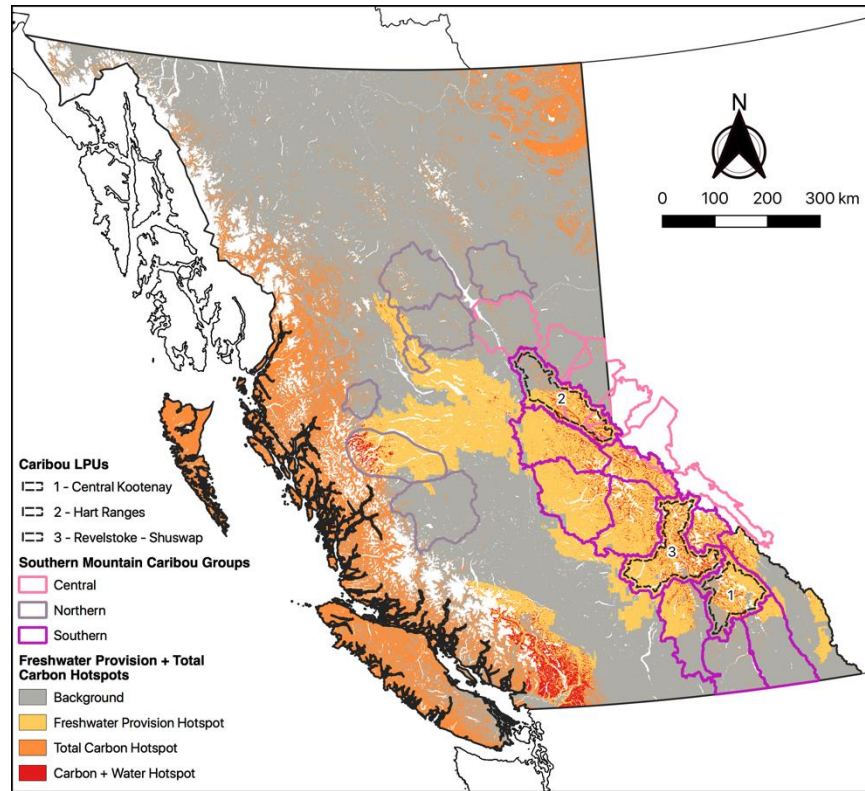 N
0 100 200 300 km
2
3
1
Caribou LPUs
1 - Central Kootenay
2 - Hart Ranges
3 - Revelstoke - Shuswap
Southern Mountain Caribou Groups
Central
Northern
Southern
Freshwater Provision + Total
Carbon Hotspots
Background
Freshwater Provision Hotspot
Total Carbon Hotspot
Carbon + Water Hotspot